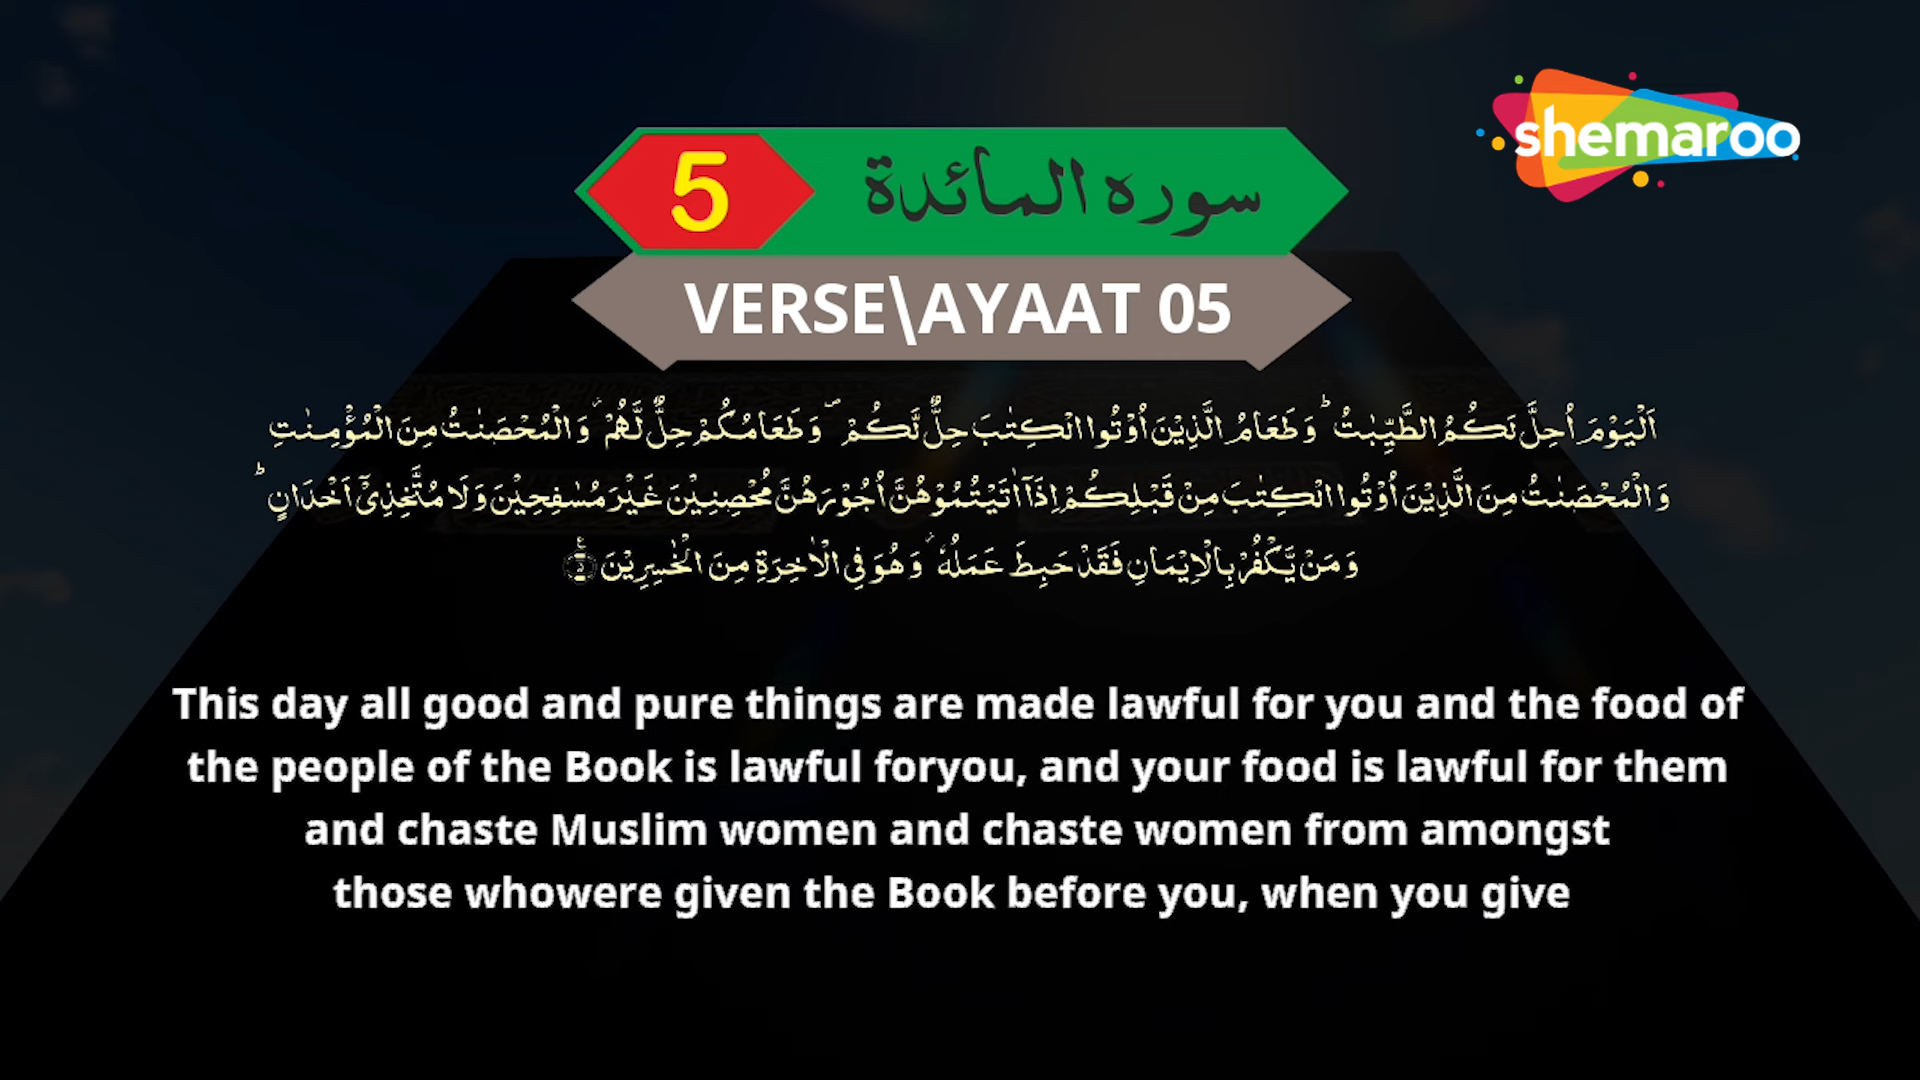 shemaroo
5 سوره المائدة
VERSE\AYAAT 05
اَلْيَوْمَ اُحِلَّ لَكُمُ الطَّيِّبٰتُ ؕ وَطَعَامُ الَّذِيْنَ اُوْتُوا الْكِتٰبَ حِلٌّ لَّكُمْ ۪ وَطَعَامُكُمْ حِلٌّ لَّهُمْ ؗ وَالْمُحْصَنٰتُ مِنَ الْمُؤْمِنٰتِ
وَالْمُحْصَنٰتُ مِنَ الَّذِيْنَ اُوْتُوا الْكِتٰبَ مِنْ قَبْلِكُمْ اِذَاۤ اٰتَيْتُمُوْهُنَّ اُجُوْرَهُنَّ مُحْصِنِيْنَ غَيْرَ مُسٰفِحِيْنَ وَلَا مُتَّخِذِيْۤ اَخْدَانٍ ؕ
وَمَنْ يَّكْفُرْ بِالْاِيْمَانِ فَقَدْ حَبِطَ عَمَلُهٗ ؗ وَهُوَ فِي الْاٰخِرَةِ مِنَ الْخٰسِرِيْنَ
This day all good and pure things are made lawful for you and the food of
the people of the Book is lawful foryou, and your food is lawful for them
and chaste Muslim women and chaste women from amongst
those whowere given the Book before you, when you give